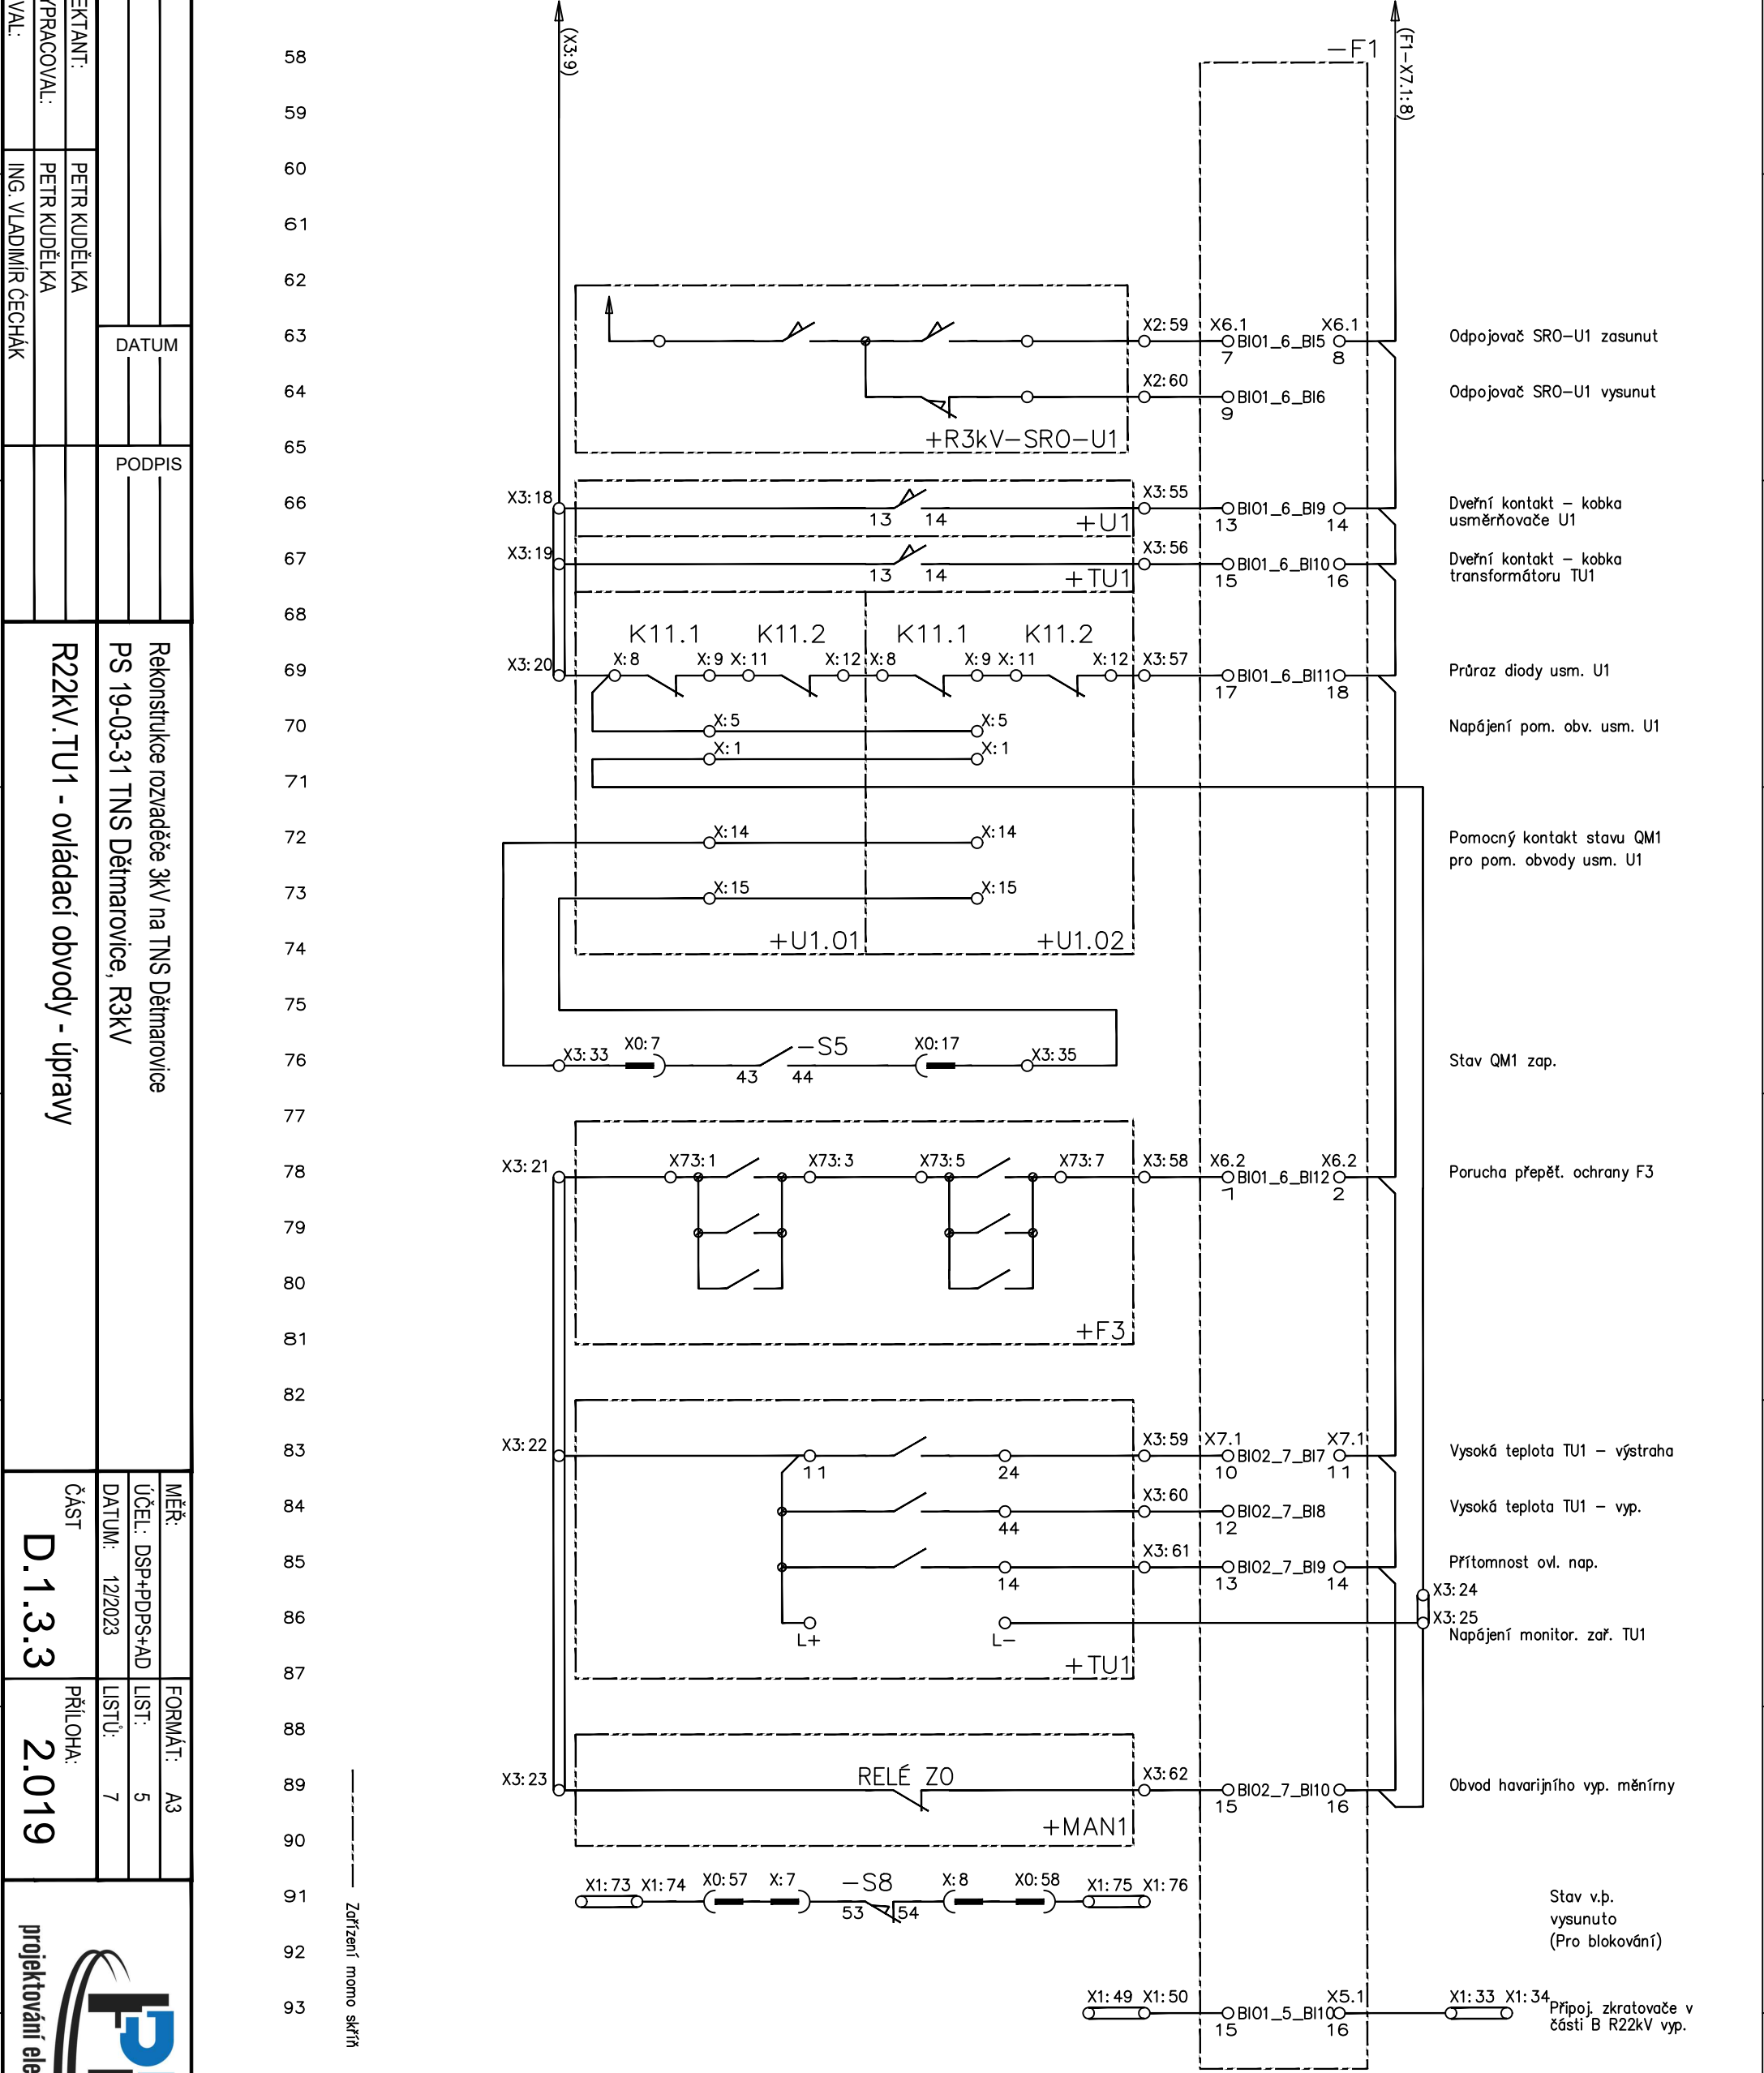 EKTANT:
YPRACOVAL:
VAL:
PETR KUDĚLKA
PETR KUDĚLKA
ING. VLADIMÍR ČECHÁK
DATUM
PODPIS
Rekonstrukce rozvaděče 3kV na TNS Dětmarovice
PS 19-03-31 TNS Dětmarovice, R3kV
R22kV.TU1 - ovládací obvody - úpravy
MĚŘ:
ÚČEL: DSP+PDPS+AD
DATUM: 12/2023
ČÁST
D.1.3.3
FORMÁT: A3
LIST: 5
LISTŮ: 7
PŘÍLOHA:
2.019
projektování ele
Zařízení momo skříň
(X3:9)
(F1-X7.1:8)
-F1
58
59
60
61
62
63 X2:59 X6.1 BI01_6_BI5 X6.1 Odpojovač SRO-U1 zasunut
7 8
64 X2:60 BI01_6_BI6 Odpojovač SRO-U1 vysunut
9
65 +R3kV-SRO-U1
66 X3:18 13 14 +U1 X3:55 BI01_6_BI9 Dveřní kontakt - kobka
13 14 usměrňovače U1
67 X3:19 13 14 +TU1 X3:56 BI01_6_BI10 Dveřní kontakt - kobka
15 16 transformátoru TU1
68
K11.1 K11.2 K11.1 K11.2
69 X3:20 X:8 X:9 X:11 X:12 X:8 X:9 X:11 X:12 X3:57 BI01_6_BI11 Průraz diody usm. U1
17 18
70 X:5 X:5 Napájení pom. obv. usm. U1
X:1 X:1
71
72 X:14 X:14 Pomocný kontakt stavu QM1
pro pom. obvody usm. U1
73 X:15 X:15
74 +U1.01 +U1.02
75
76 X3:33 X0:7 -S5 X0:17 X3:35 Stav QM1 zap.
43 44
77
78 X3:21 X73:1 X73:3 X73:5 X73:7 X3:58 X6.2 BI01_6_BI12 X6.2 Porucha přepěť. ochrany F3
1 2
79
80
81 +F3
82
83 X3:22 X3:59 X7.1 BI02_7_BI7 X7.1 Vysoká teplota TU1 - výstraha
11 24 10 11
84 X3:60 BI02_7_BI8 Vysoká teplota TU1 - vyp.
44 12
85 X3:61 BI02_7_BI9 Přítomnost ovl. nap.
14 13 14
X3:24
86 X3:25
L+ L- Napájení monitor. zař. TU1
87 +TU1
88
89 X3:23 RELÉ ZO X3:62 BI02_7_BI10 Obvod havarijního vyp. měnírny
15 16
90 +MAN1
91 X1:73 X1:74 X0:57 X:7 -S8 X:8 X0:58 X1:75 X1:76 Stav v.þ.
53 54 vysunuto
92 (Pro blokování)
93 X1:49 X1:50 BI01_5_BI10 X5.1 X1:33 X1:34 Připoj. zkratovače v
15 16 části B R22kV vyp.